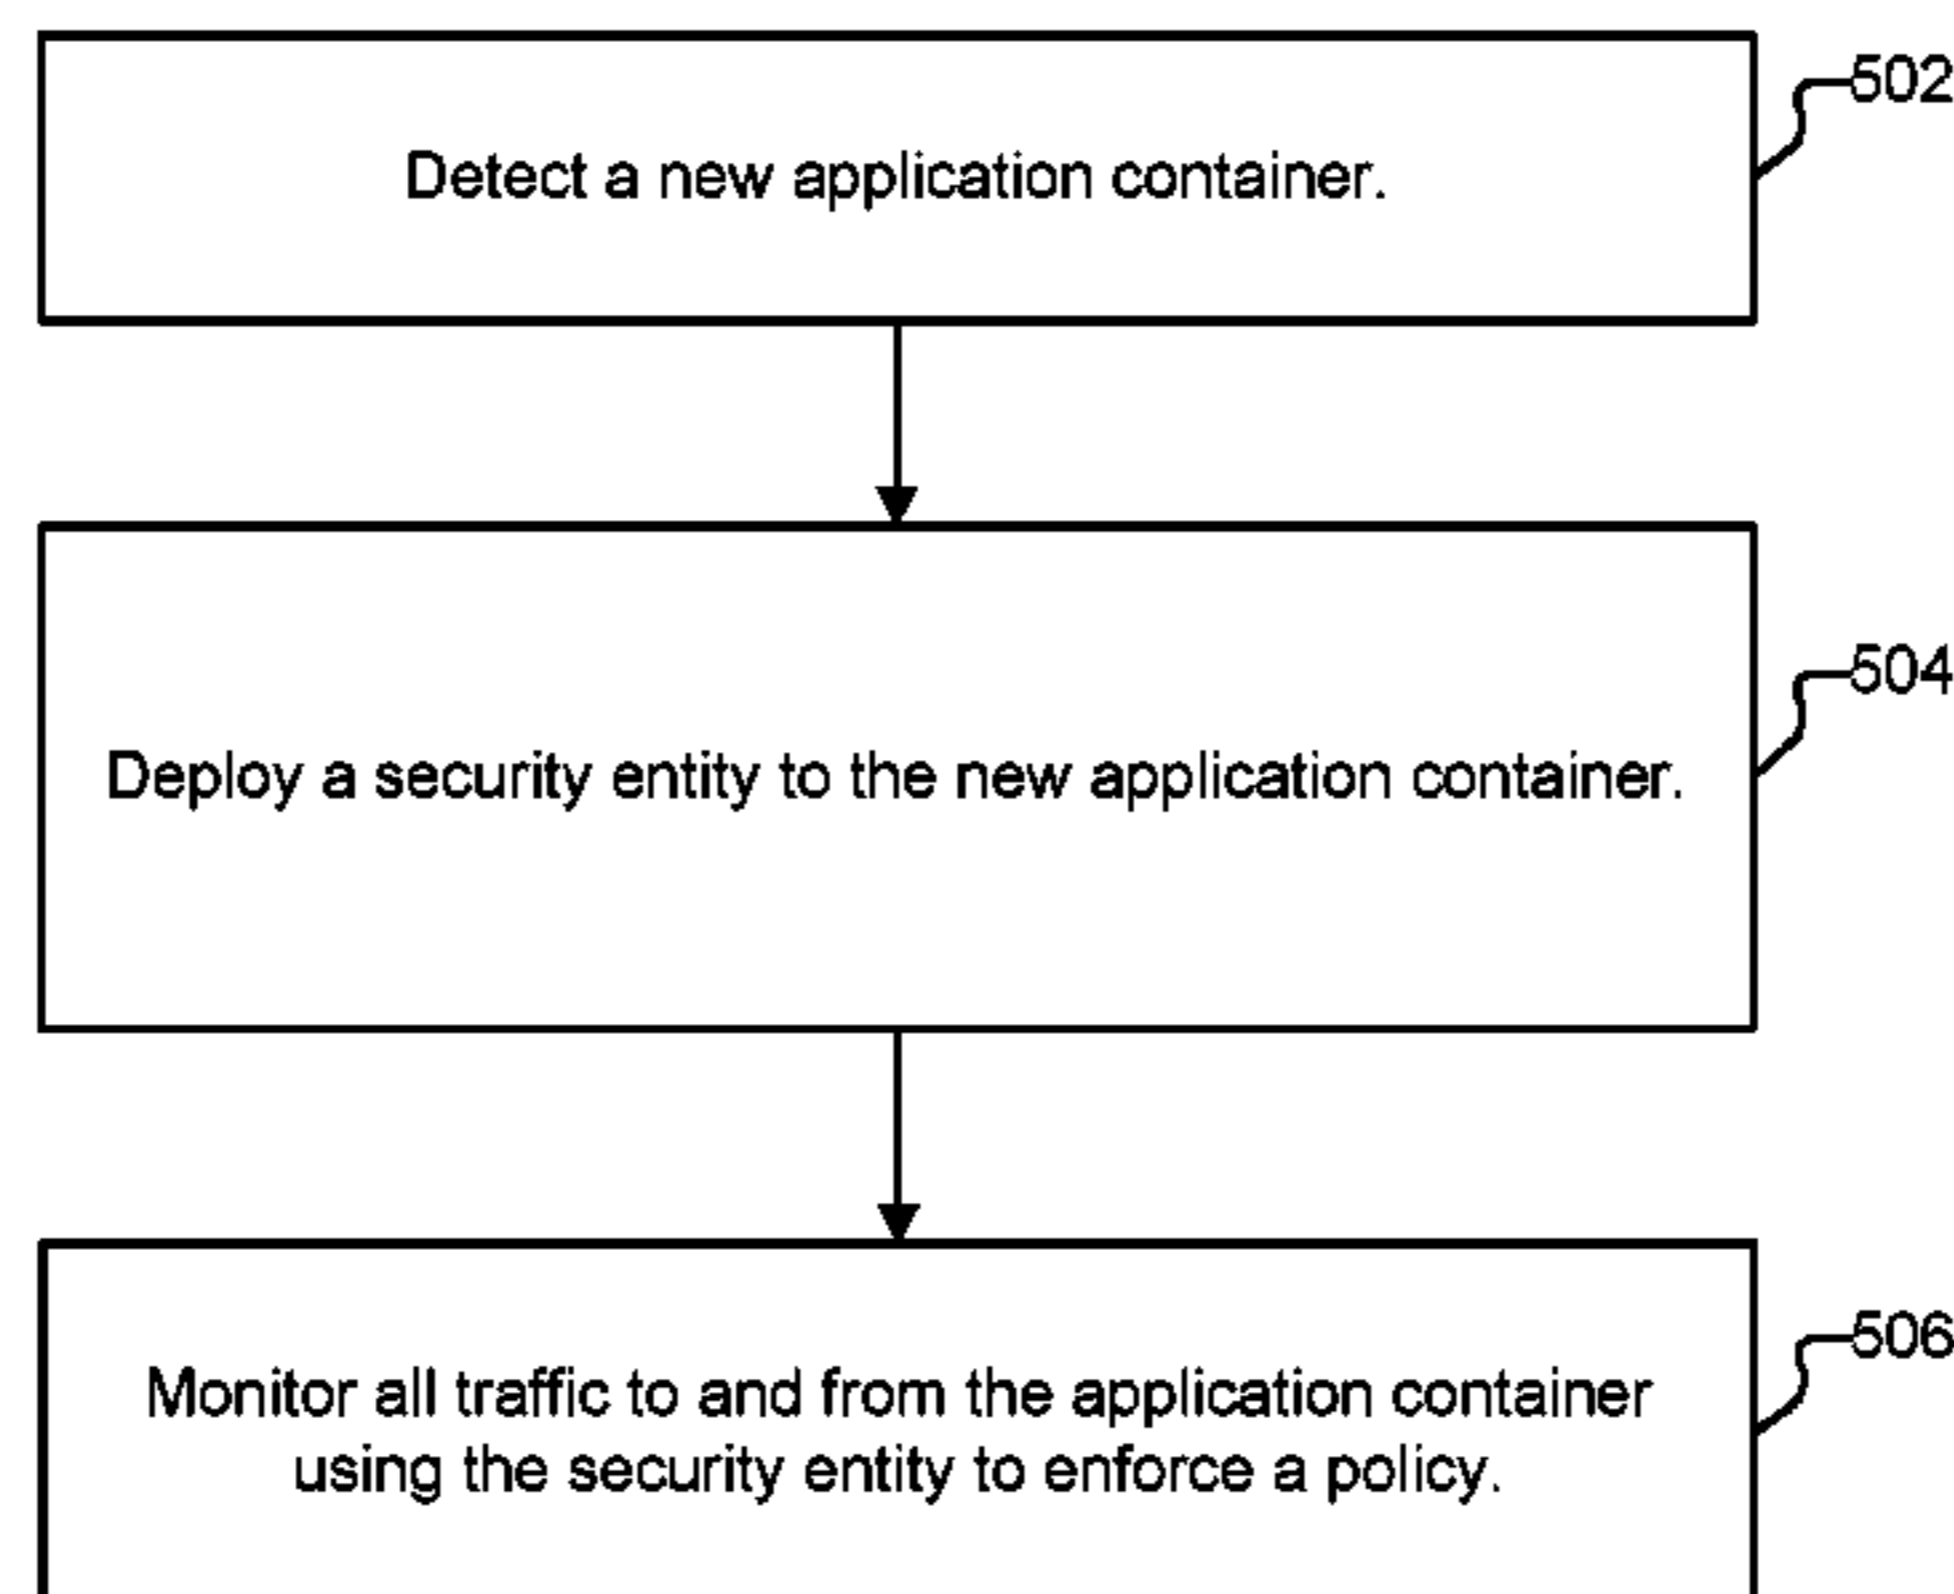 502
Detect a new application container.
504
Deploy a security entity to the new application container.
506
Monitor all traffic to and from the application container
using the security entity to enforce a policy.